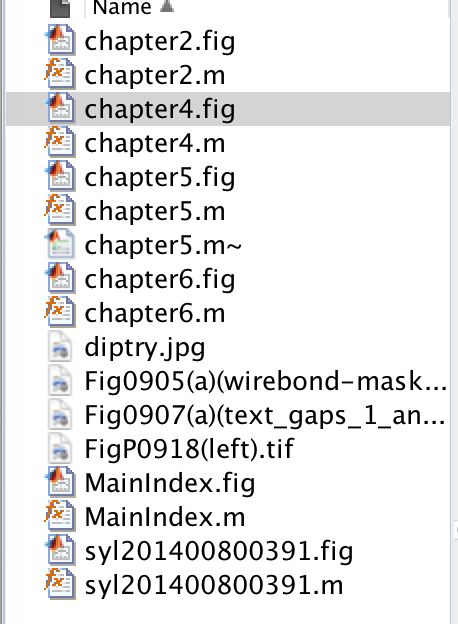 Name
chapter2.fig
chapter2.m
chapter4.fig
chapter4.m
chapter5.fig
chapter5.m
chapter5.m~
chapter6.fig
chapter6.m
diptry.jpg
Fig0905(a)(wirebond-mask...
Fig0907(a)(text_gaps_1_an...
FigP0918(left).tif
MainIndex.fig
MainIndex.m
syl201400800391.fig
syl201400800391.m